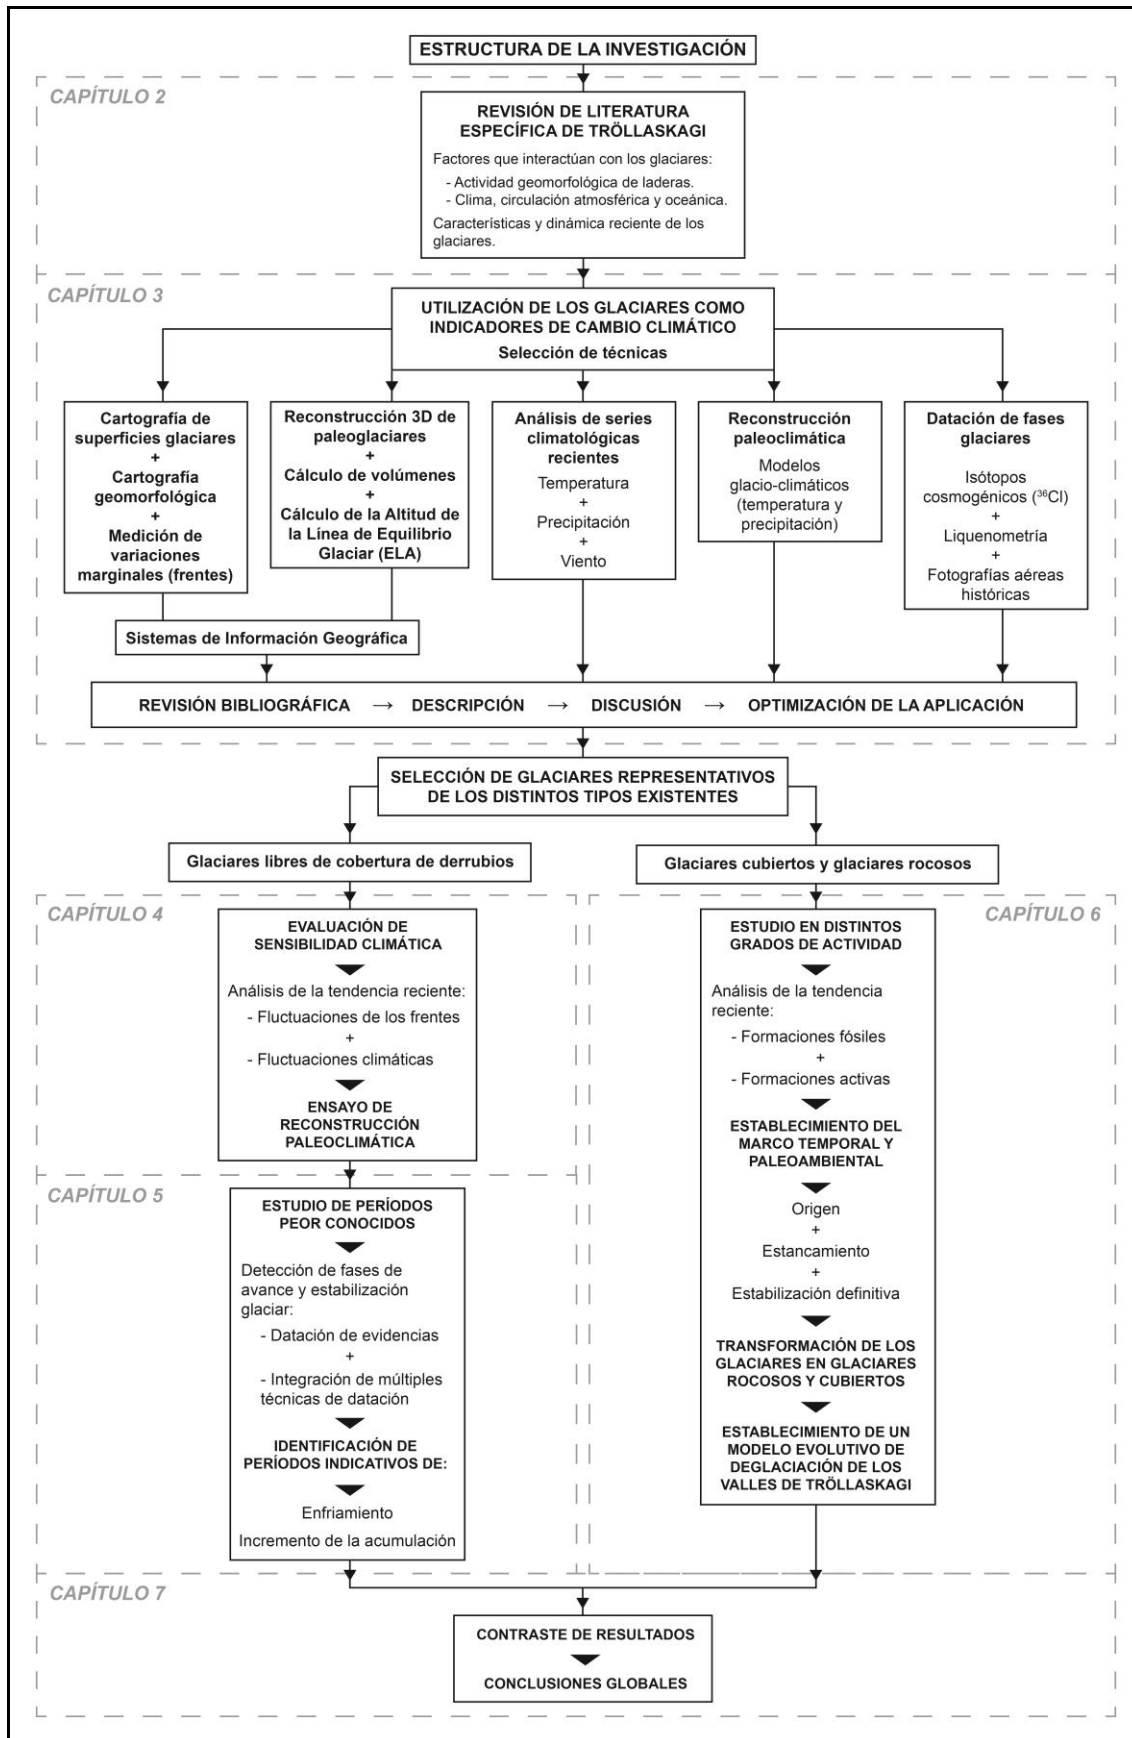 ESTRUCTURA DE LA INVESTIGACIÓN
CAPÍTULO 2
REVISIÓN DE LITERATURA
ESPECÍFICA DE TRÖLLASKAGI
Factores que interactúan con los glaciares:
- Actividad geomorfológica de laderas.
- Clima, circulación atmosférica y oceánica.
Características y dinámica reciente de los
glaciares.
CAPÍTULO 3
UTILIZACIÓN DE LOS GLACIARES COMO
INDICADORES DE CAMBIO CLIMÁTICO
Selección de técnicas
Cartografía de
superficies glaciares
+
Cartografía
geomorfológica
+
Medición de
variaciones
marginales (frentes)
Reconstrucción 3D de
paleoglaciares
+
Cálculo de volúmenes
+
Cálculo de la Altitud de
la Línea de Equilibrio
Glaciar (ELA)
Análisis de series
climatológicas
recientes
Temperatura
+
Precipitación
+
Viento
Reconstrucción
paleoclimática
Modelos
glacio-climáticos
(temperatura y
precipitación)
Datación de fases
glaciares
Isótopos
cosmogénicos (³⁶Cl)
+
Liquenometría
+
Fotografías aéreas
históricas
Sistemas de Información Geográfica
REVISIÓN BIBLIOGRÁFICA → DESCRIPCIÓN → DISCUSIÓN → OPTIMIZACIÓN DE LA APLICACIÓN
SELECCIÓN DE GLACIARES REPRESENTATIVOS
DE LOS DISTINTOS TIPOS EXISTENTES
Glaciares libres de cobertura de derrubios
Glaciares cubiertos y glaciares rocosos
CAPÍTULO 4
EVALUACIÓN DE
SENSIBILIDAD CLIMÁTICA
Análisis de la tendencia reciente:
- Fluctuaciones de los frentes
+
- Fluctuaciones climáticas
ENSAYO DE
RECONSTRUCCIÓN
PALEOCLIMÁTICA
CAPÍTULO 5
ESTUDIO DE PERÍODOS
PEOR CONOCIDOS
Detección de fases de
avance y estabilización
glaciar:
- Datación de evidencias
+
- Integración de múltiples
técnicas de datación
IDENTIFICACIÓN DE
PERÍODOS INDICATIVOS DE:
Enfriamiento
Incremento de la acumulación
CAPÍTULO 6
ESTUDIO EN DISTINTOS
GRADOS DE ACTIVIDAD
Análisis de la tendencia
reciente:
- Formaciones fósiles
+
- Formaciones activas
ESTABLECIMIENTO DEL
MARCO TEMPORAL Y
PALEOAMBIENTAL
Origen
+
Estancamiento
+
Estabilización definitiva
TRANSFORMACIÓN DE LOS
GLACIARES EN GLACIARES
ROCOSOS Y CUBIERTOS
ESTABLECIMIENTO DE UN
MODELO EVOLUTIVO DE
DEGLACIACIÓN DE LOS
VALLES DE TRÖLLASKAGI
CAPÍTULO 7
CONTRASTE DE RESULTADOS
CONCLUSIONES GLOBALES